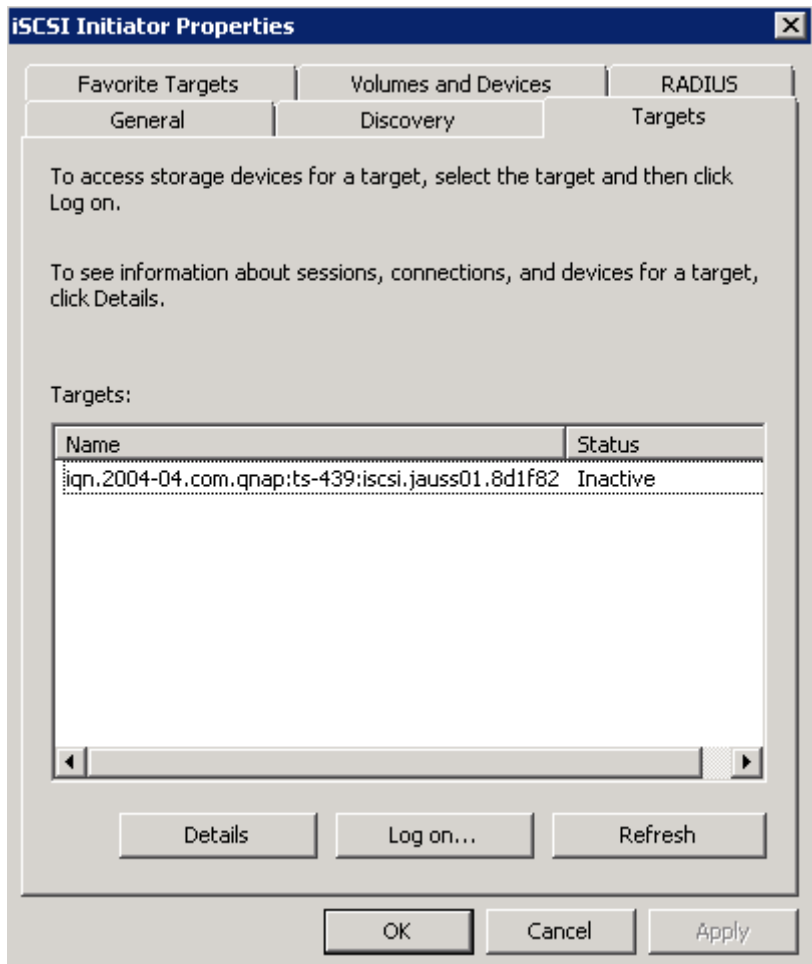 iSCSI Initiator Properties
Favorite Targets
Volumes and Devices
RADIUS
General
Discovery
Targets
To access storage devices for a target, select the target and then click
Log on.
To see information about sessions, connections, and devices for a target,
click Details.
Targets:
Name Status
iqn.2004-04.com.qnap:ts-439:iscsi.jauss01.8d1f82 Inactive
Details
Log on...
Refresh
OK
Cancel
Apply